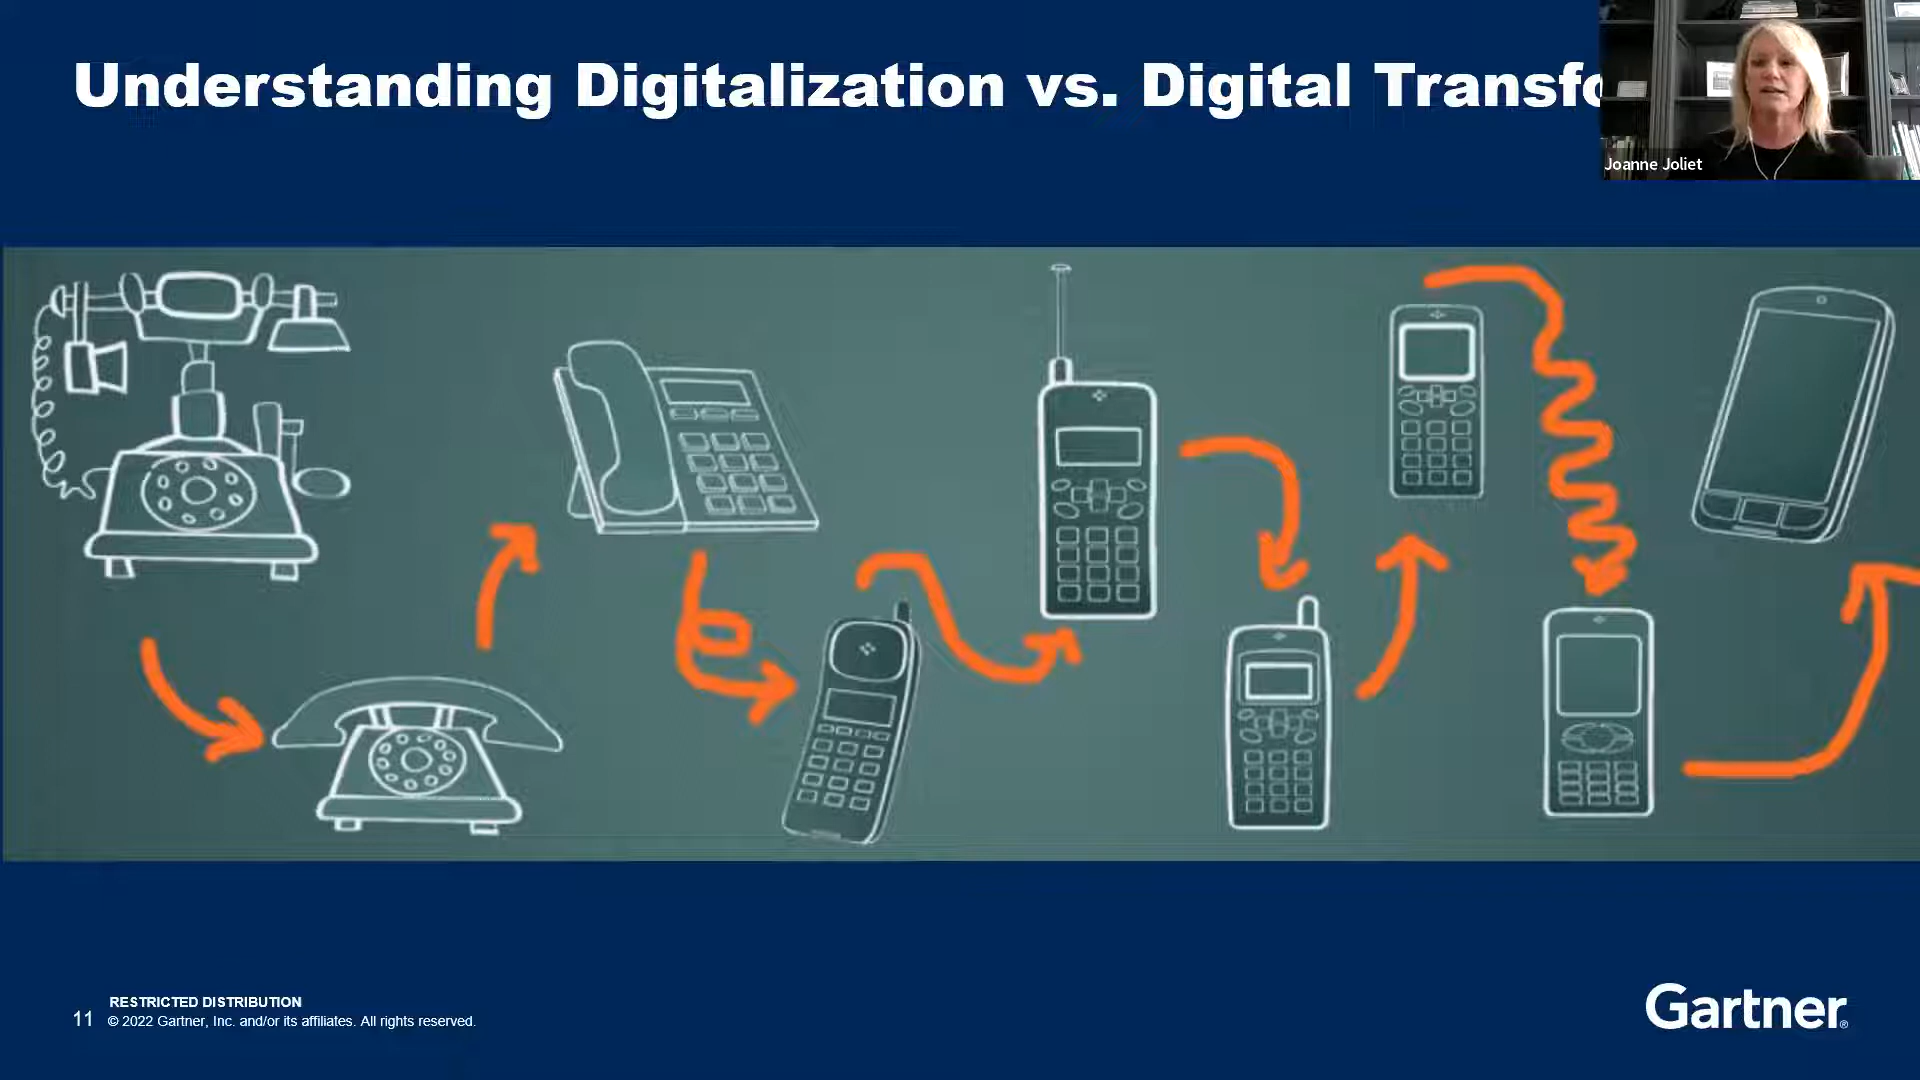 Understanding Digitalization vs. Digital Transfo
Joanne Joliet
RESTRICTED DISTRIBUTION
11 © 2022 Gartner, Inc. and/or its affiliates. All rights reserved.
Gartner®